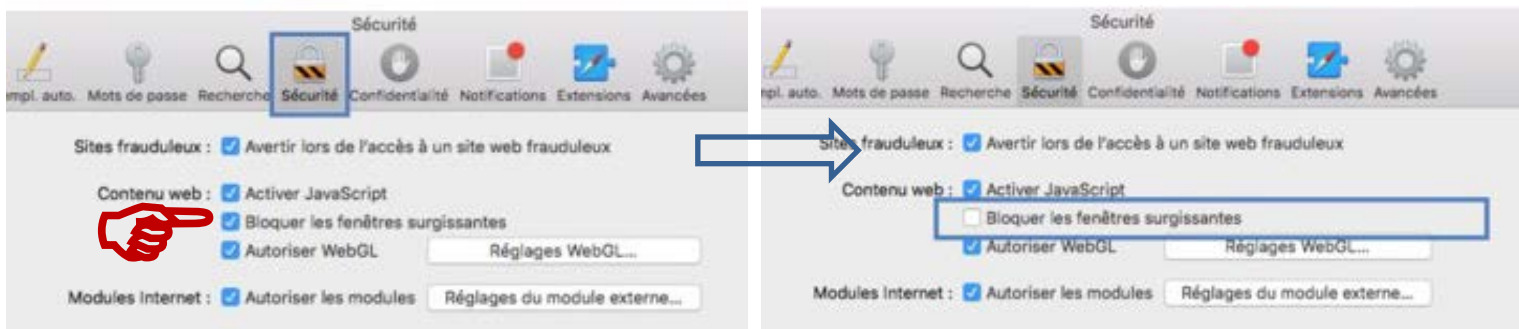 Sécurité
mpl. auto. Mots de passe Recherche Sécurité Confidentialité Notifications Extensions Avancées
Sites frauduleux : Avertir lors de l'accès à un site web frauduleux
Contenu web : Activer JavaScript
Bloquer les fenêtres surgissantes
Autoriser WebGL Réglages WebGL...
Modules Internet : Autoriser les modules Réglages du module externe...
Sécurité
mpl. auto. Mots de passe Recherche Sécurité Confidentialité Notifications Extensions Avancées
Sites frauduleux : Avertir lors de l'accès à un site web frauduleux
Contenu web : Activer JavaScript
Bloquer les fenêtres surgissantes
Autoriser WebGL Réglages WebGL...
Modules Internet : Autoriser les modules Réglages du module externe...